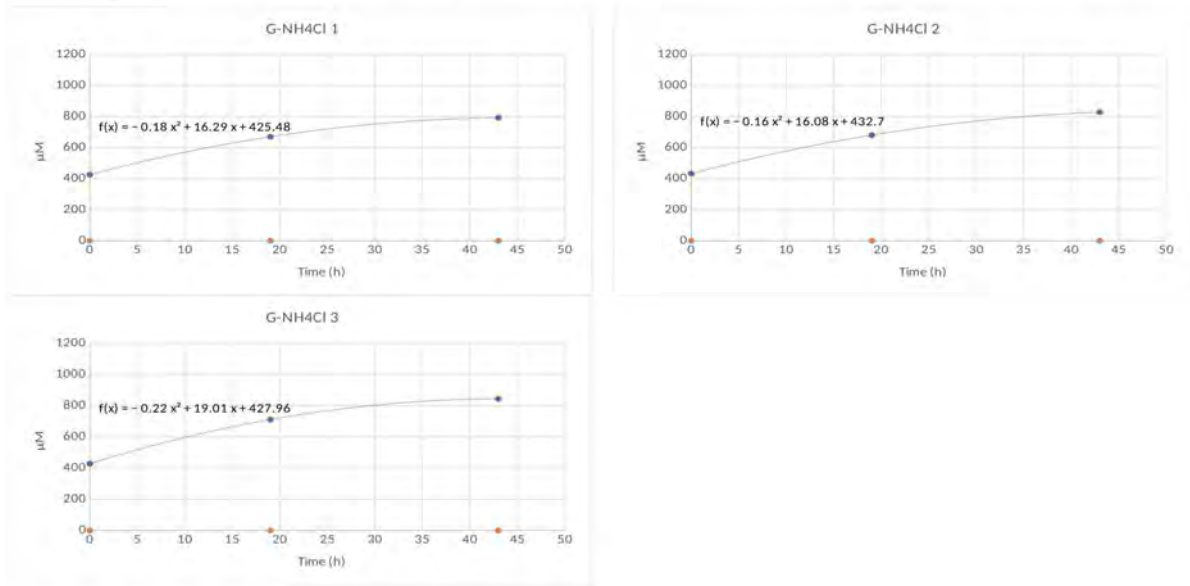 G-NH4Cl 1
1200
1000
800
f(x) = − 0.18 x² + 16.29 x + 425.48
600
µM
400
200
0
0 5 10 15 20 25 30 35 40 45 50
Time (h)
G-NH4Cl 2
1200
1000
800
f(x) = − 0.16 x² + 16.08 x + 432.7
600
µM
400
200
0
0 5 10 15 20 25 30 35 40 45 50
Time (h)
G-NH4Cl 3
1200
1000
800
f(x) = − 0.22 x² + 19.01 x + 427.96
600
µM
400
200
0
0 5 10 15 20 25 30 35 40 45 50
Time (h)